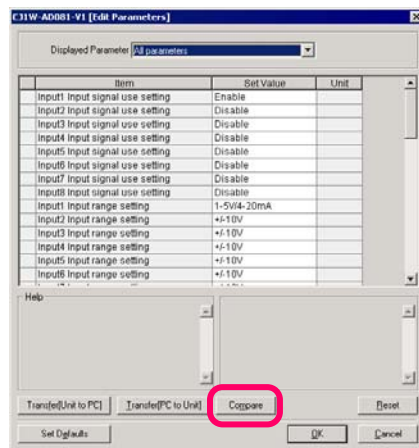 CJ1W-AD081-V1 [Edit Parameters]
Displayed Parameter All parameters
Item Set Value Unit
Input1 Input signal use setting Enable
Input2 Input signal use setting Disable
Input3 Input signal use setting Disable
Input4 Input signal use setting Disable
Input5 Input signal use setting Disable
Input6 Input signal use setting Disable
Input7 Input signal use setting Disable
Input8 Input signal use setting Disable
Input1 Input range setting 1-5V/4-20mA
Input2 Input range setting +/-10V
Input3 Input range setting +/-10V
Input4 Input range setting +/-10V
Input5 Input range setting +/-10V
Input6 Input range setting +/-10V
Help
Transfer[Unit to PC] Transfer[PC to Unit] Compare Reset
Set Defaults OK Cancel